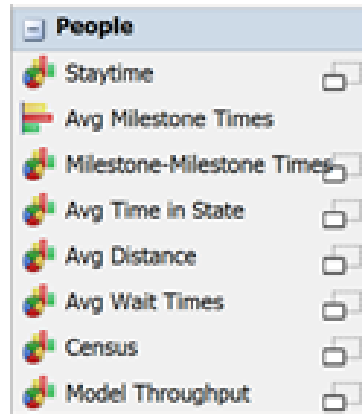 People
Staytime
Avg Milestone Times
Milestone-Milestone Times
Avg Time in State
Avg Distance
Avg Wait Times
Census
Model Throughput